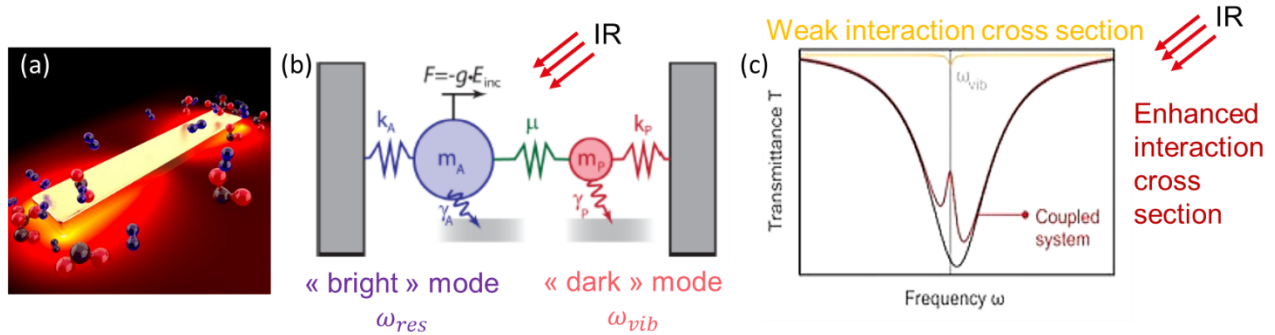 (a)
(b)
IR
F=-g•E_inc
k_A
μ
k_P
m_A
m_P
γ_A
γ_P
« bright » mode
ω_res
« dark » mode
ω_vib
Weak interaction cross section
IR
(c)
ω_vib
Transmittance T
Coupled
system
Frequency ω
Enhanced
interaction
cross
section